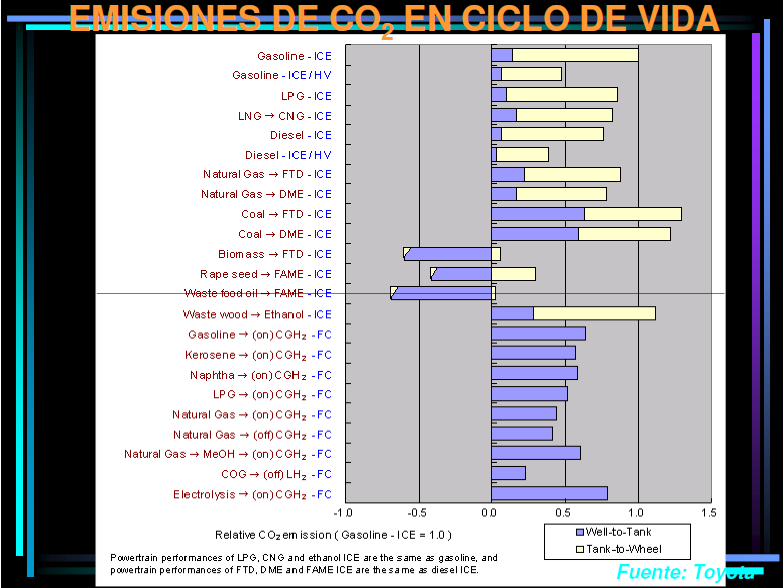 EMISIONES DE CO2 EN CICLO DE VIDA
Gasoline - ICE
Gasoline - ICE / HV
LPG - ICE
LNG → CNG - ICE
Diesel - ICE
Diesel - ICE / HV
Natural Gas → FTD - ICE
Natural Gas → DME - ICE
Coal → FTD - ICE
Coal → DME - ICE
Biomass → FTD - ICE
Rape seed → FAME - ICE
Waste food oil → FAME - ICE
Waste wood → Ethanol - ICE
Gasoline → (on) CGH2 - FC
Kerosene → (on) CGH2 - FC
Naphtha → (on) CGH2 - FC
LPG → (on) CGH2 - FC
Natural Gas → (on) CGH2 - FC
Natural Gas → (off) CGH2 - FC
Natural Gas → MeOH → (on) CGH2 - FC
COG → (off) LH2 - FC
Electrolysis → (on) CGH2 - FC
-1.0 -0.5 0.0 0.5 1.0 1.5
Relative CO2 emission ( Gasoline - ICE = 1.0 )
Well-to-Tank
Tank-to-Wheel
Powertrain performances of LPG, CNG and ethanol ICE are the same as gasoline, and
powertrain performances of FTD, DME and FAME ICE are the same as diesel ICE.
Fuente: Toyota